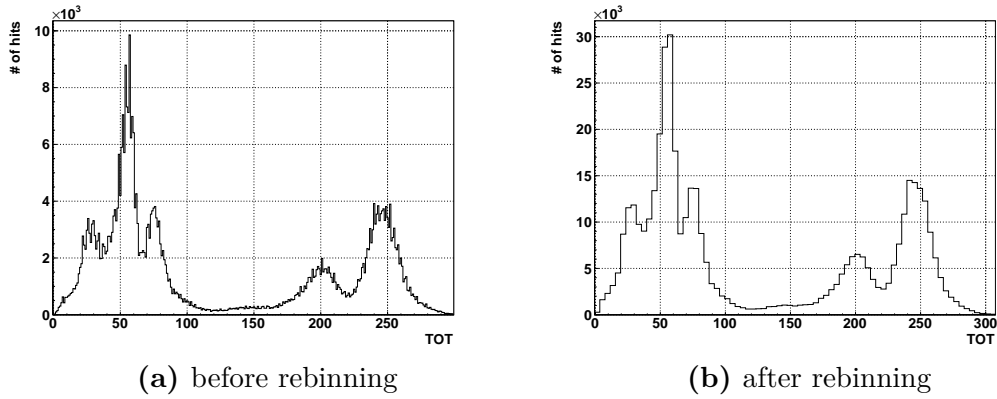 ×10³
# of hits
10
8
6
4
2
0
0 50 100 150 200 250
TOT
(a) before rebinning
×10³
# of hits
30
25
20
15
10
5
0
0 50 100 150 200 250 300
TOT
(b) after rebinning